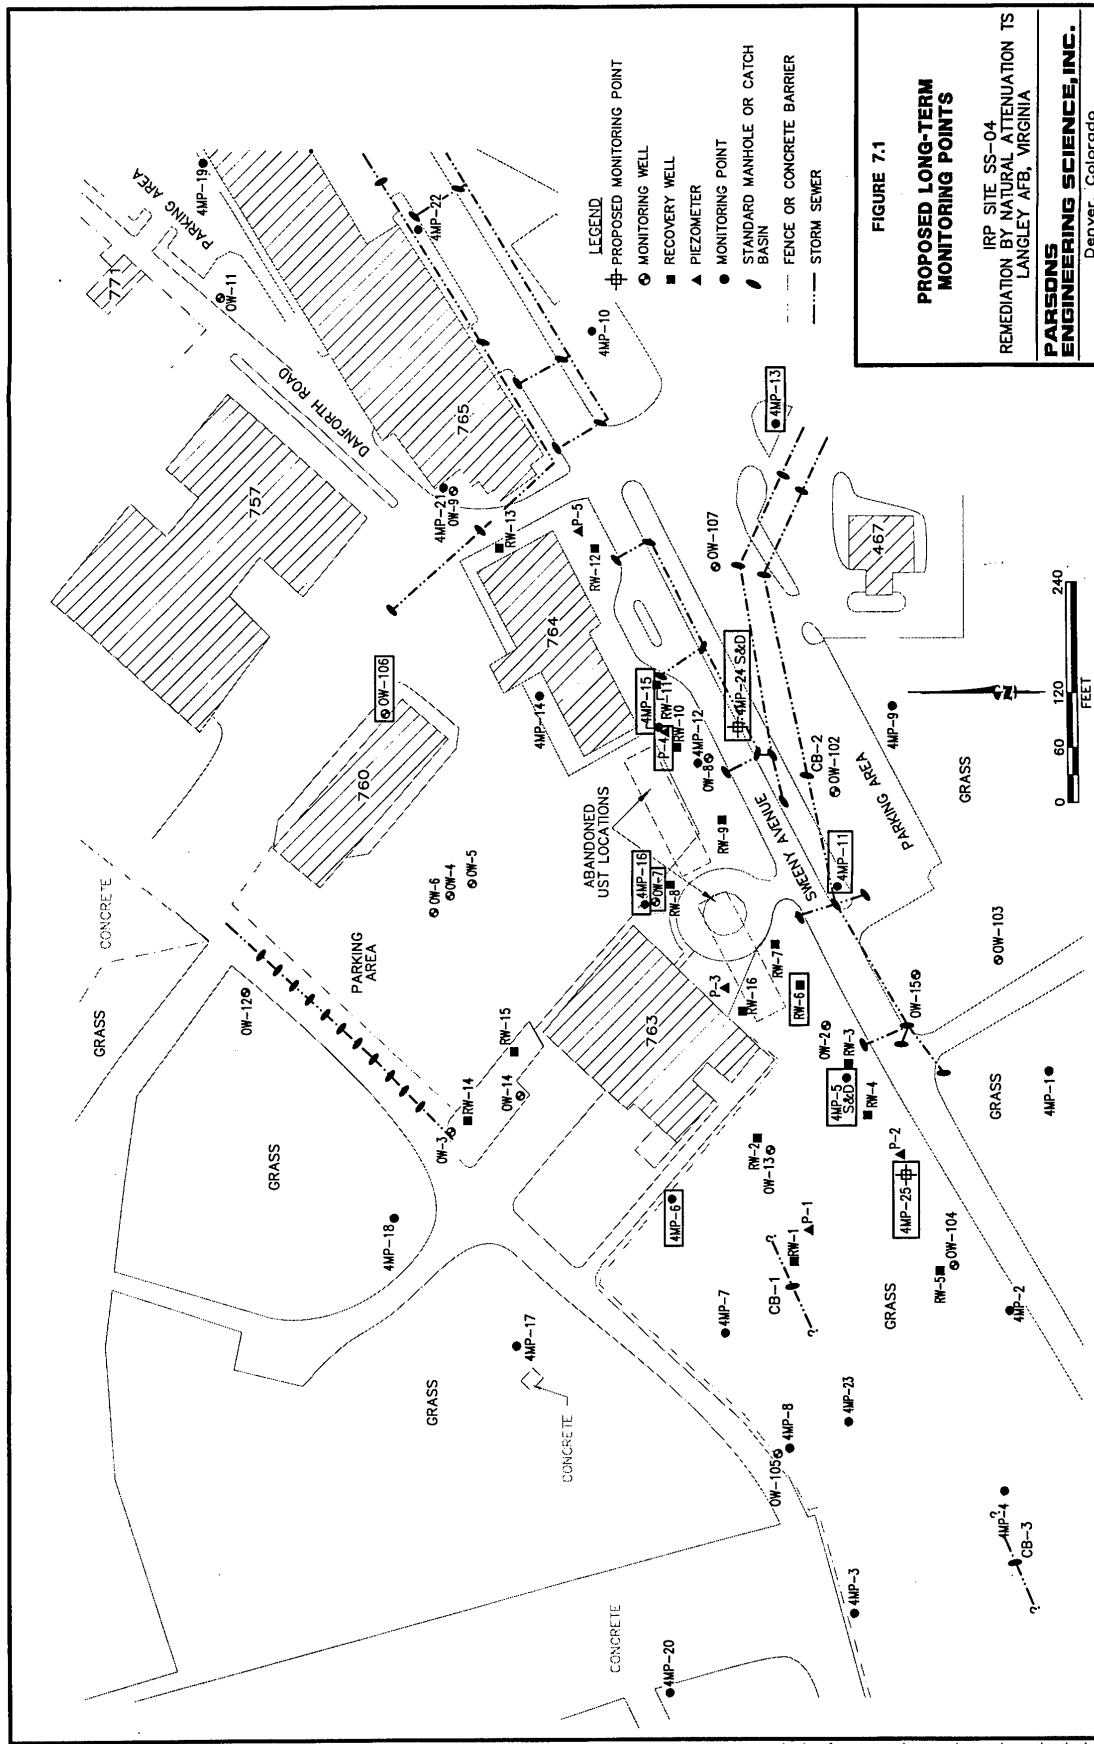 4MP-19
PARKING AREA
771
OW-11
4MP-22
4MP-10
DANFORTH ROAD
765
757
4MP-21
OW-9
RW-13
P-5
RW-12
764
OW-107
4MP-13
467
OW-106
4MP-14
4MP-15
RW-11
P-4
RW-10
4MP-12
OW-8
4MP-24 S&D
760
ABANDONED
UST LOCATIONS
RW-9
SWEENY AVENUE
CB-2
OW-102
PARKING AREA
4MP-9
GRASS
CONCRETE
GRASS
OW-6
OW-4
OW-5
PARKING
AREA
4MP-16
OW-7
RW-8
4MP-11
OW-103
OW-12
RW-15
763
P-3
RW-16
RW-7
RW-6
OW-2
RW-3
OW-15
GRASS
OW-3
RW-14
OW-14
4MP-5
S&D
RW-4
GRASS
4MP-1
4MP-18
4MP-6
RW-2
OW-13
P-1
P-2
4MP-25
GRASS
4MP-17
CONCRETE
4MP-7
?
RW-1
CB-1
?
GRASS
RW-5
OW-104
4MP-2
4MP-23
OW-105
4MP-8
?
4MP-4
CB-3
?
4MP-3
CONCRETE
4MP-20
LEGEND
PROPOSED MONITORING POINT
MONITORING WELL
RECOVERY WELL
PIEZOMETER
MONITORING POINT
STANDARD MANHOLE OR CATCH
BASIN
FENCE OR CONCRETE BARRIER
STORM SEWER
N
0 60 120 240
FEET
FIGURE 7.1
PROPOSED LONG-TERM
MONITORING POINTS
IRP SITE SS-04
REMEDIATION BY NATURAL ATTENUATION TS
LANGLEY AFB, VIRGINIA
PARSONS
ENGINEERING SCIENCE, INC.
Denver, Colorado